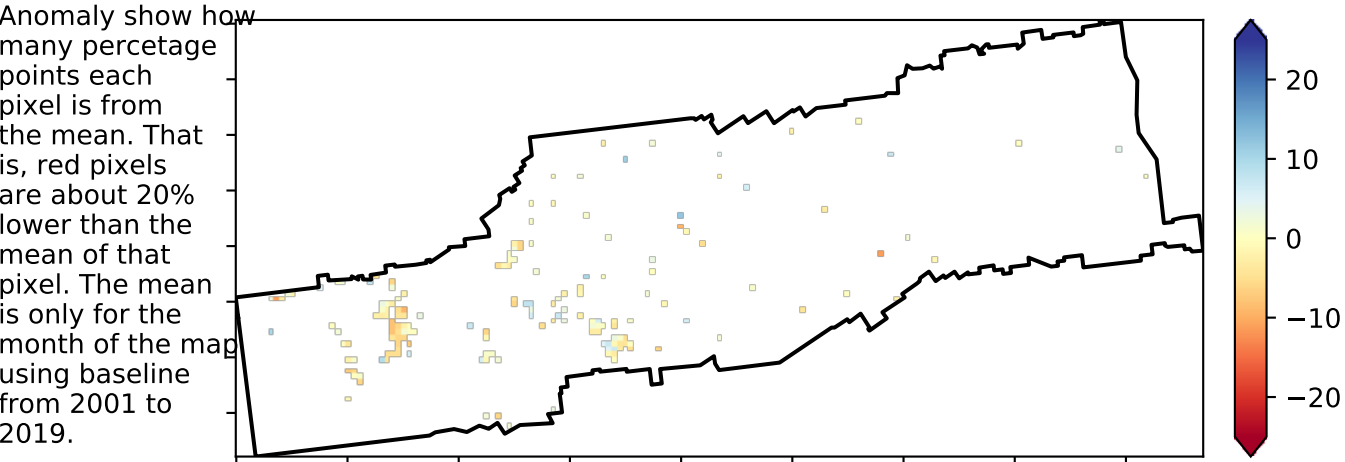 Anomaly show how
many percetage
points each
pixel is from
the mean. That
is, red pixels
are about 20%
lower than the
mean of that
pixel. The mean
is only for the
month of the map
using baseline
from 2001 to
2019.
20
10
0
−10
−20